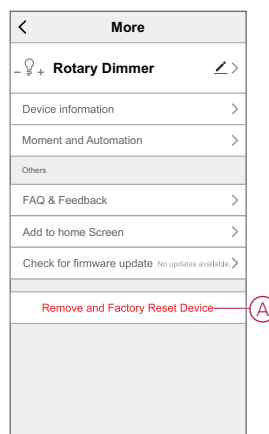 More
Rotary Dimmer
Device information
Moment and Automation
Others
FAQ & Feedback
Add to home Screen
Check for firmware update No updates available.
Remove and Factory Reset Device
A